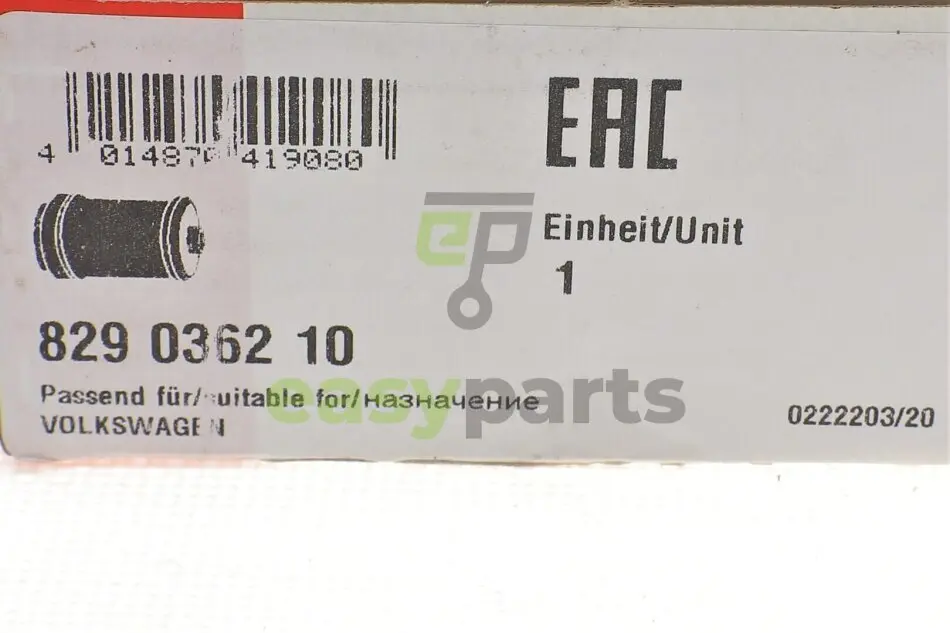 EAC
4 014870 419080
Einheit/Unit
1
829 0362 10
Passend für/suitable for/назначение
VOLKSWAGEN
0222203/20
ep
easyparts